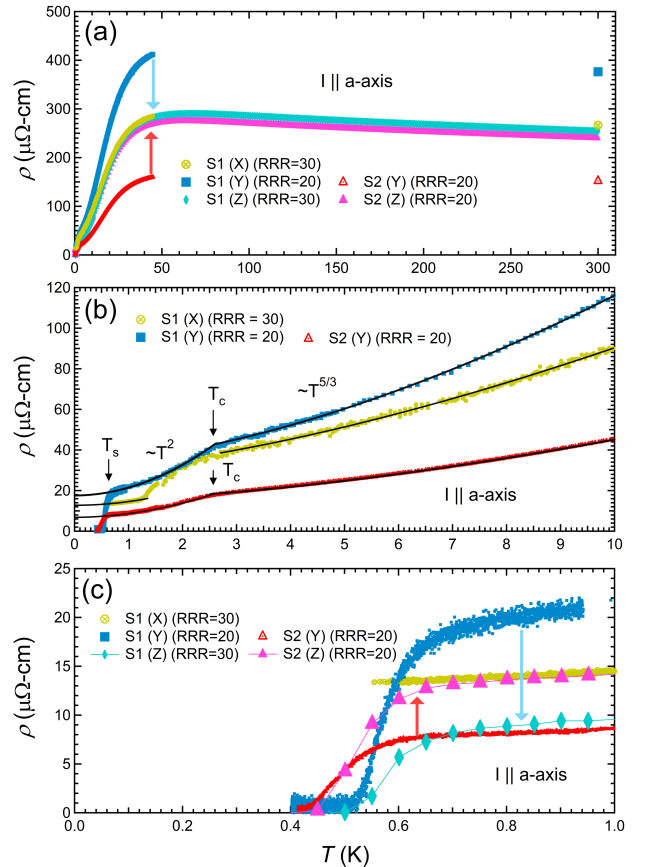 (a)
I || a-axis
500
400
300
200
100
0
ρ (μΩ-cm)
S1 (X) (RRR=30)
S1 (Y) (RRR=20) S2 (Y) (RRR=20)
S1 (Z) (RRR=30) S2 (Z) (RRR=20)
0 50 100 150 200 250 300
(b)
120
100
80
60
40
20
0
ρ (μΩ-cm)
S1 (X) (RRR = 30)
S1 (Y) (RRR = 20) S2 (Y) (RRR = 20)
Ts
~T2
Tc
~T5/3
Tc
I || a-axis
0 1 2 3 4 5 6 7 8 9 10
(c)
25
20
15
10
5
0
ρ (μΩ-cm)
S1 (X) (RRR=30)
S1 (Y) (RRR=20) S2 (Y) (RRR=20)
S1 (Z) (RRR=30) S2 (Z) (RRR=20)
I || a-axis
0.0 0.2 0.4 0.6 0.8 1.0
T (K)